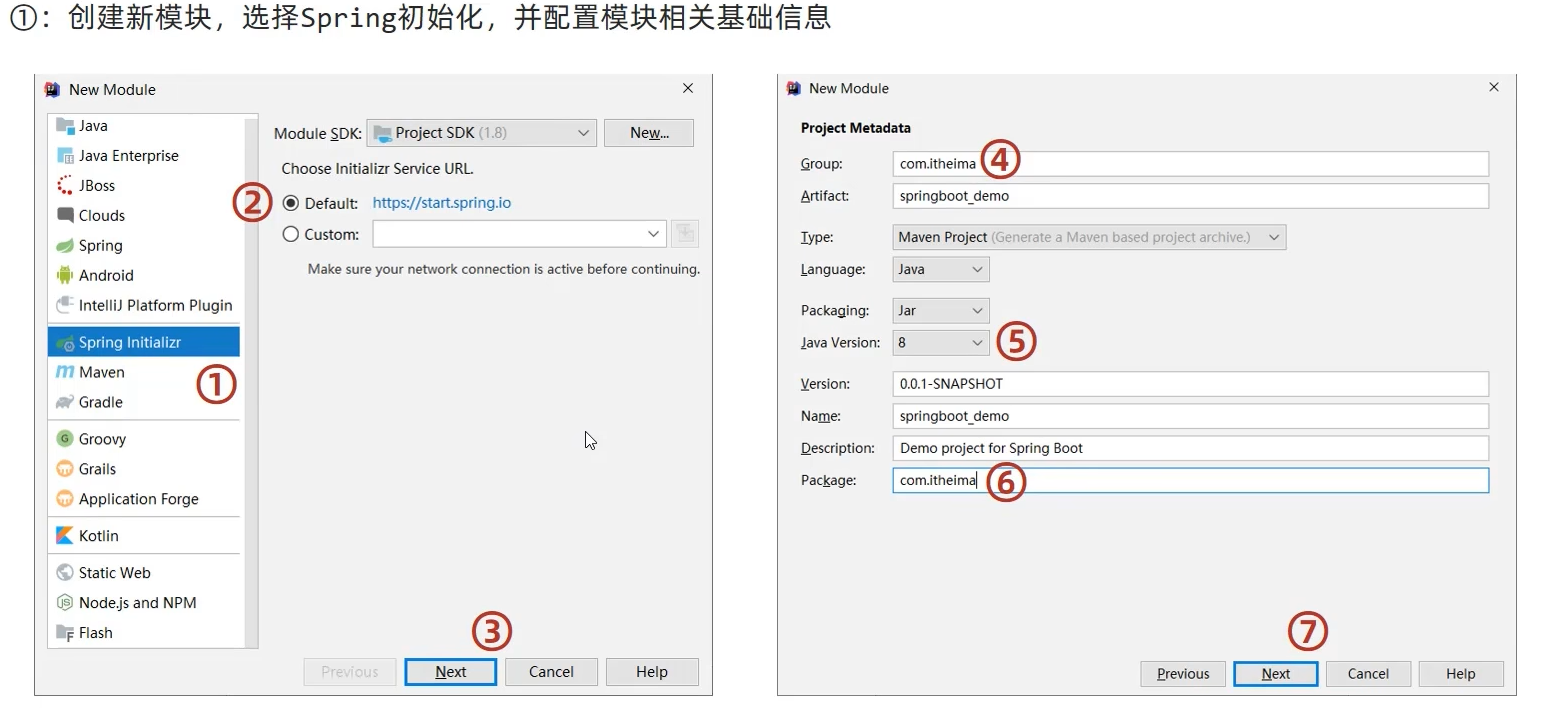 ①：创建新模块，选择Spring初始化，并配置模块相关基础信息
New Module
Java
Java Enterprise
JBoss
Clouds
Spring
Android
IntelliJ Platform Plugin
Spring Initializr
Maven
①
Gradle
Groovy
Grails
Application Forge
Kotlin
Static Web
Node.js and NPM
Flash
Module SDK: Project SDK (1.8) New...
Choose Initializr Service URL.
② Default: https://start.spring.io
Custom:
Make sure your network connection is active before continuing.
③
Previous Next Cancel Help
New Module
Project Metadata
Group: com.itheima ④
Artifact: springboot_demo
Type: Maven Project (Generate a Maven based project archive.)
Language: Java
Packaging: Jar
Java Version: 8 ⑤
Version: 0.0.1-SNAPSHOT
Name: springboot_demo
Description: Demo project for Spring Boot
Package: com.itheima ⑥
⑦
Previous Next Cancel Help